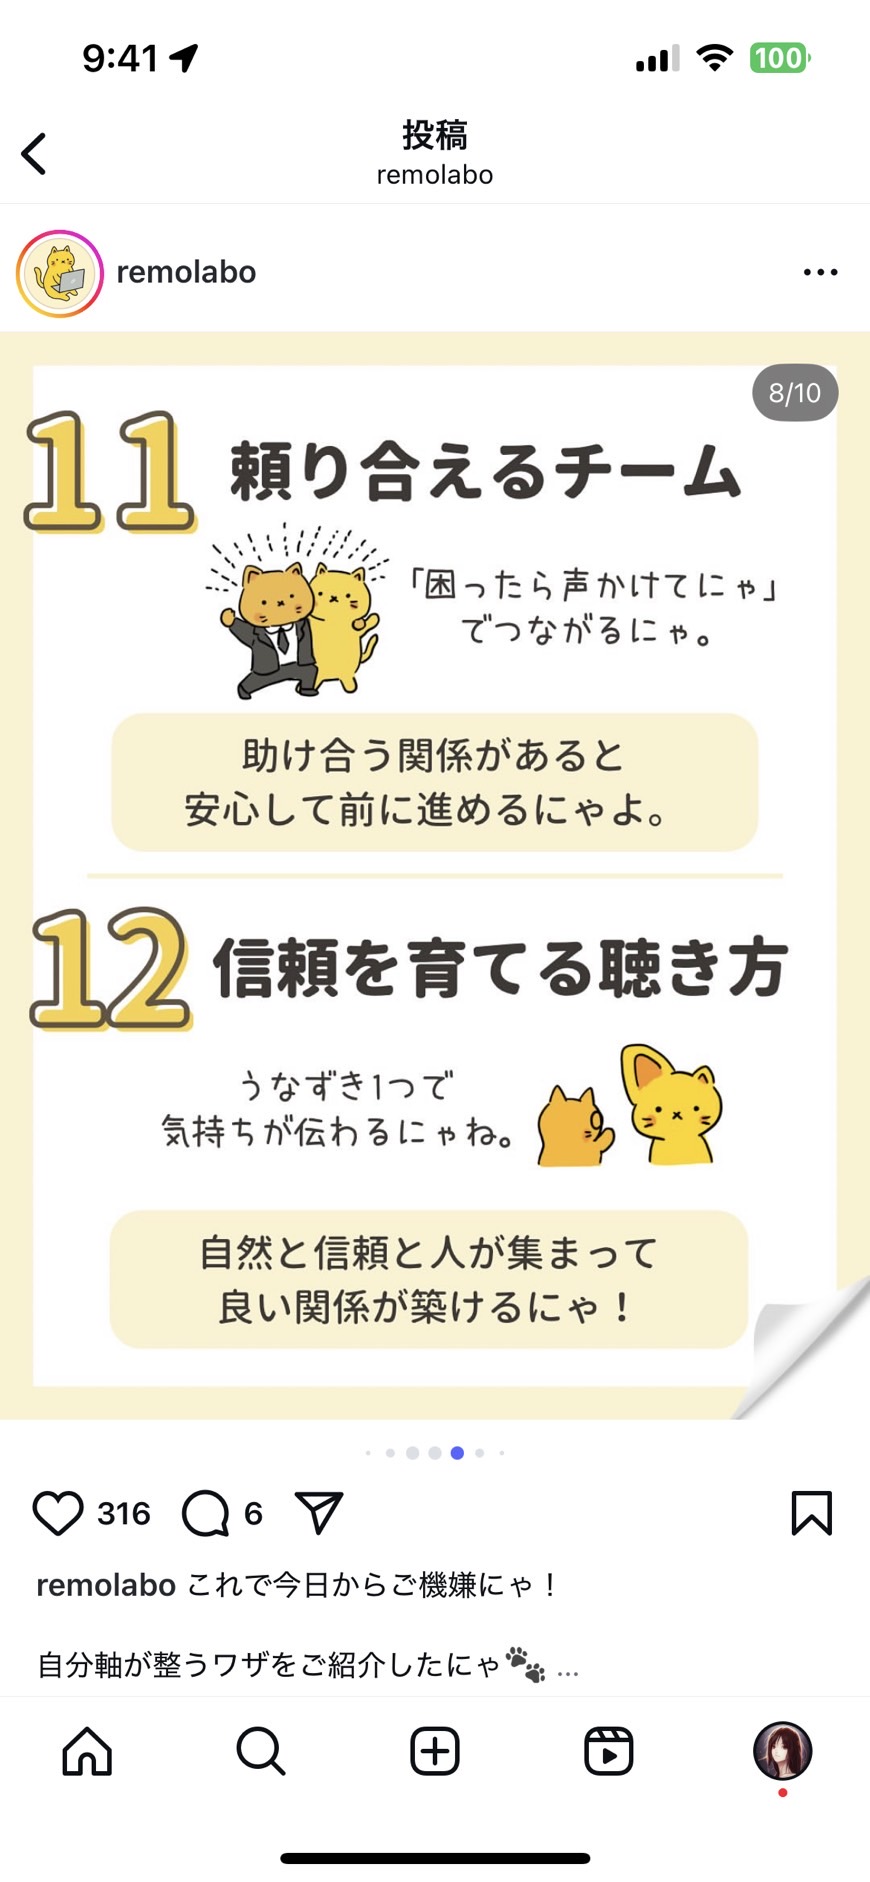 9:41
100
投稿
remolabo
remolabo
8/10
11 頼り合えるチーム
「困ったら声かけてにゃ」
でつながるにゃ。
助け合う関係があると
安心して前に進めるにゃよ。
12 信頼を育てる聴き方
うなずき1つで
気持ちが伝わるにゃね。
自然と信頼と人が集まって
良い関係が築けるにゃ！
316
6
remolabo これで今日からご機嫌にゃ！
自分軸が整うワザをご紹介したにゃ🐾 ...